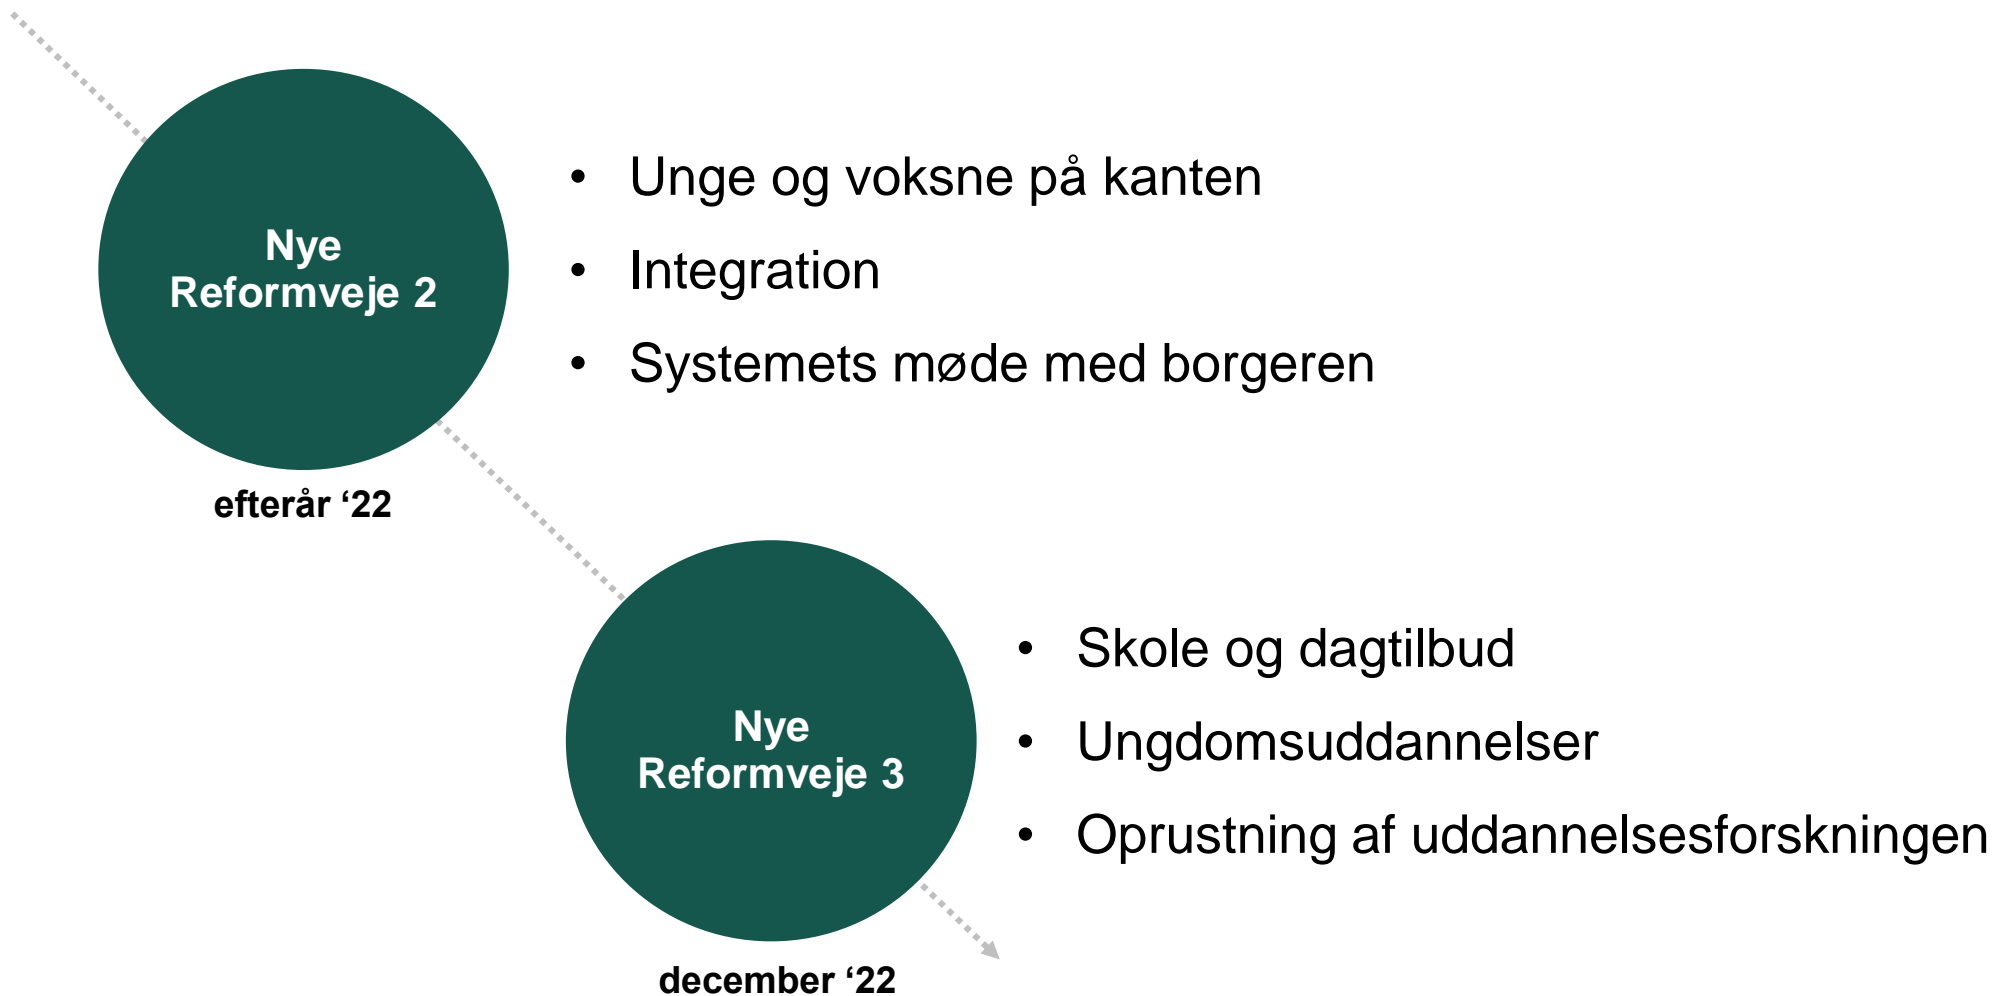 Nye
Reformveje 2
• Unge og voksne på kanten
• Integration
• Systemets møde med borgeren
efterår ‘22
Nye
Reformveje 3
• Skole og dagtilbud
• Ungdomsuddannelser
• Oprustning af uddannelsesforskningen
december ‘22